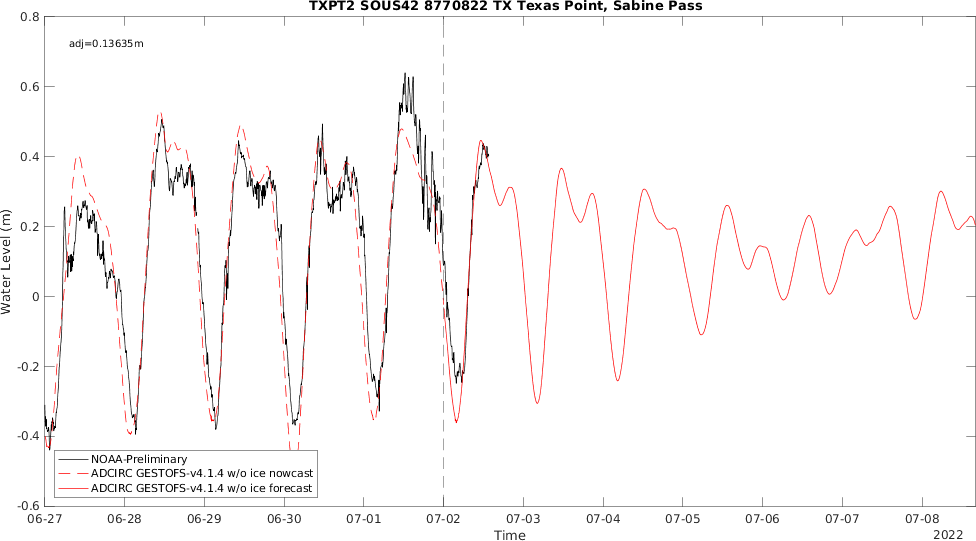 TXPT2 SOUS42 8770822 TX Texas Point, Sabine Pass
adj=0.13635m
0.8
0.6
0.4
0.2
0
-0.2
-0.4
-0.6
Water Level (m)
NOAA-Preliminary
ADCIRC GESTOFS-v4.1.4 w/o ice nowcast
ADCIRC GESTOFS-v4.1.4 w/o ice forecast
06-27 06-28 06-29 06-30 07-01 07-02 07-03 07-04 07-05 07-06 07-07 07-08
Time
2022